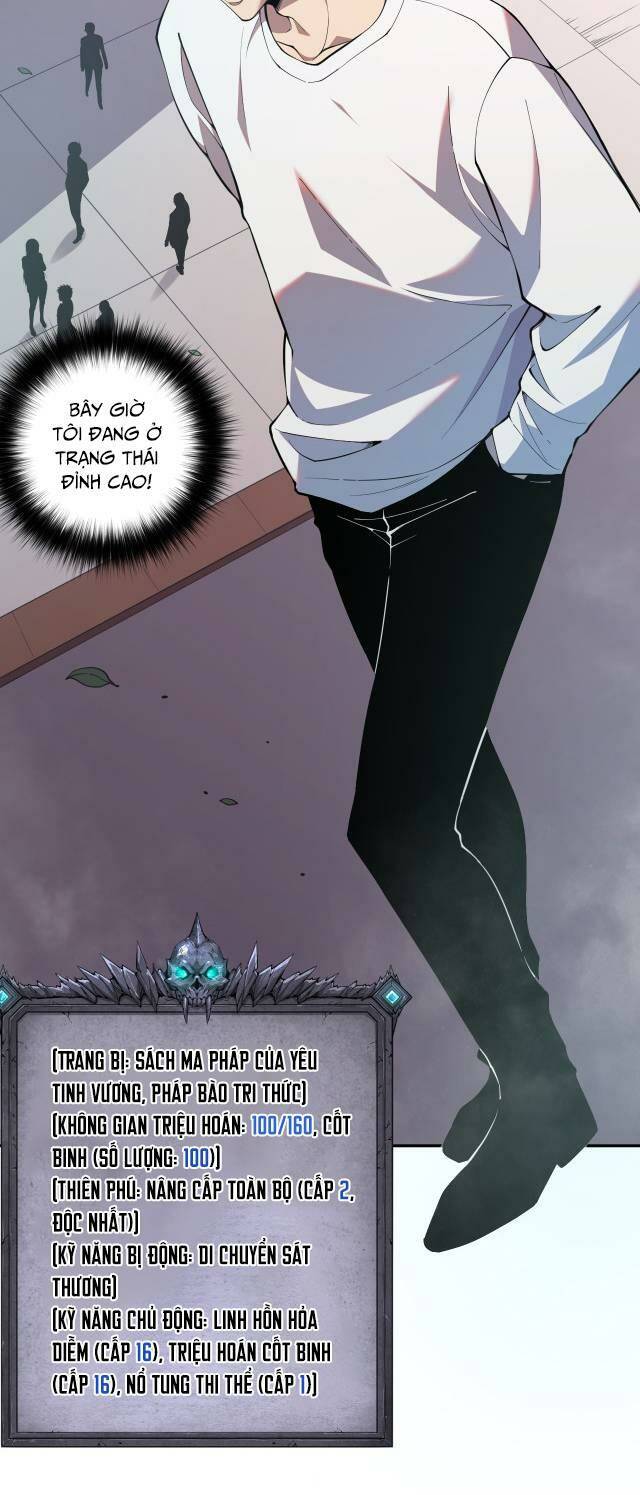 BÂY GIỜ
TÔI ĐANG Ở
TRẠNG THÁI
ĐỈNH CAO!
[TRANG BỊ: SÁCH MA PHÁP CỦA YÊU
TINH VƯƠNG, PHÁP BÀO TRI THỨC]
[KHÔNG GIAN TRIỆU HOÁN: 100/160, CỐT
BINH (SỐ LƯỢNG: 100)]
[THIÊN PHÚ: NÂNG CẤP TOÀN BỘ (CẤP 2,
ĐỘC NHẤT)]
[KỸ NĂNG BỊ ĐỘNG: DI CHUYỂN SÁT
THƯƠNG]
[KỸ NĂNG CHỦ ĐỘNG: LINH HỒN HỎA
DIỄM (CẤP 16), TRIỆU HOÁN CỐT BINH
(CẤP 16), NỔ TUNG THI THỂ (CẤP 1)]